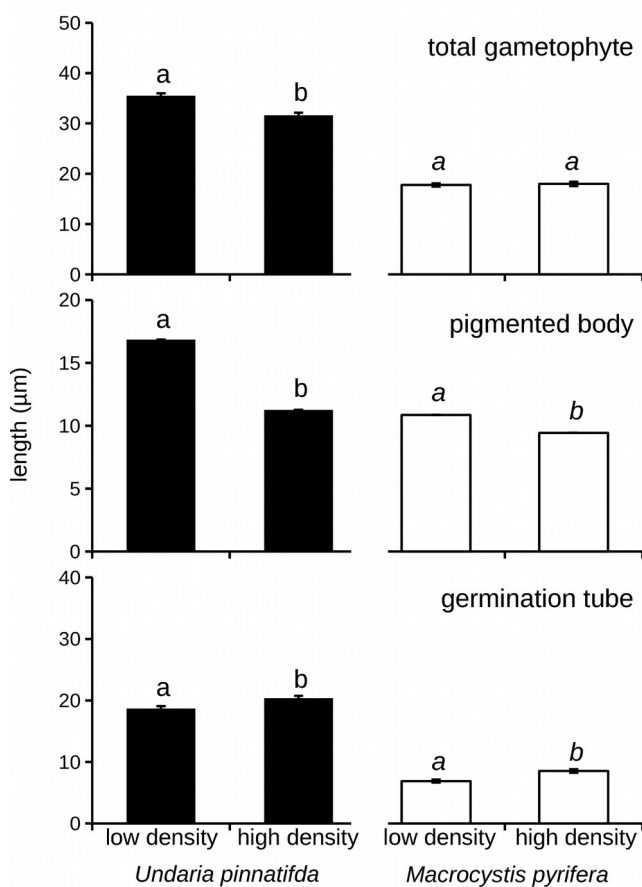 50
total gametophyte
40
a
b
30
a
a
20
10
0
20
pigmented body
a
15
b
a
b
10
5
0
length (µm)
40
germination tube
30
a
b
20
a
b
10
0
low density high density low density high density
Undaria pinnatifda Macrocystis pyrifera